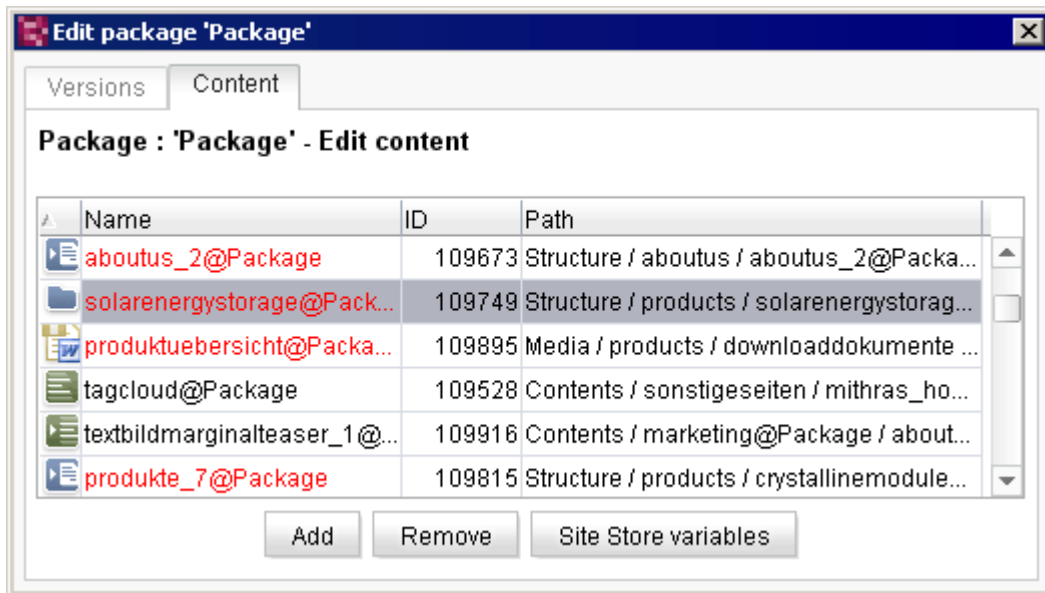 Edit package 'Package'
Versions Content
Package : 'Package' - Edit content
Name ID Path
aboutus_2@Package 109673 Structure / aboutus / aboutus_2@Packa...
solarenergystorage@Pack... 109749 Structure / products / solarenergystorag...
produktuebersicht@Packa... 109895 Media / products / downloaddokumente ...
tagcloud@Package 109528 Contents / sonstigeseiten / mithras_ho...
textbildmarginalteaser_1@... 109916 Contents / marketing@Package / about...
produkte_7@Package 109815 Structure / products / crystallinemodule...
Add Remove Site Store variables